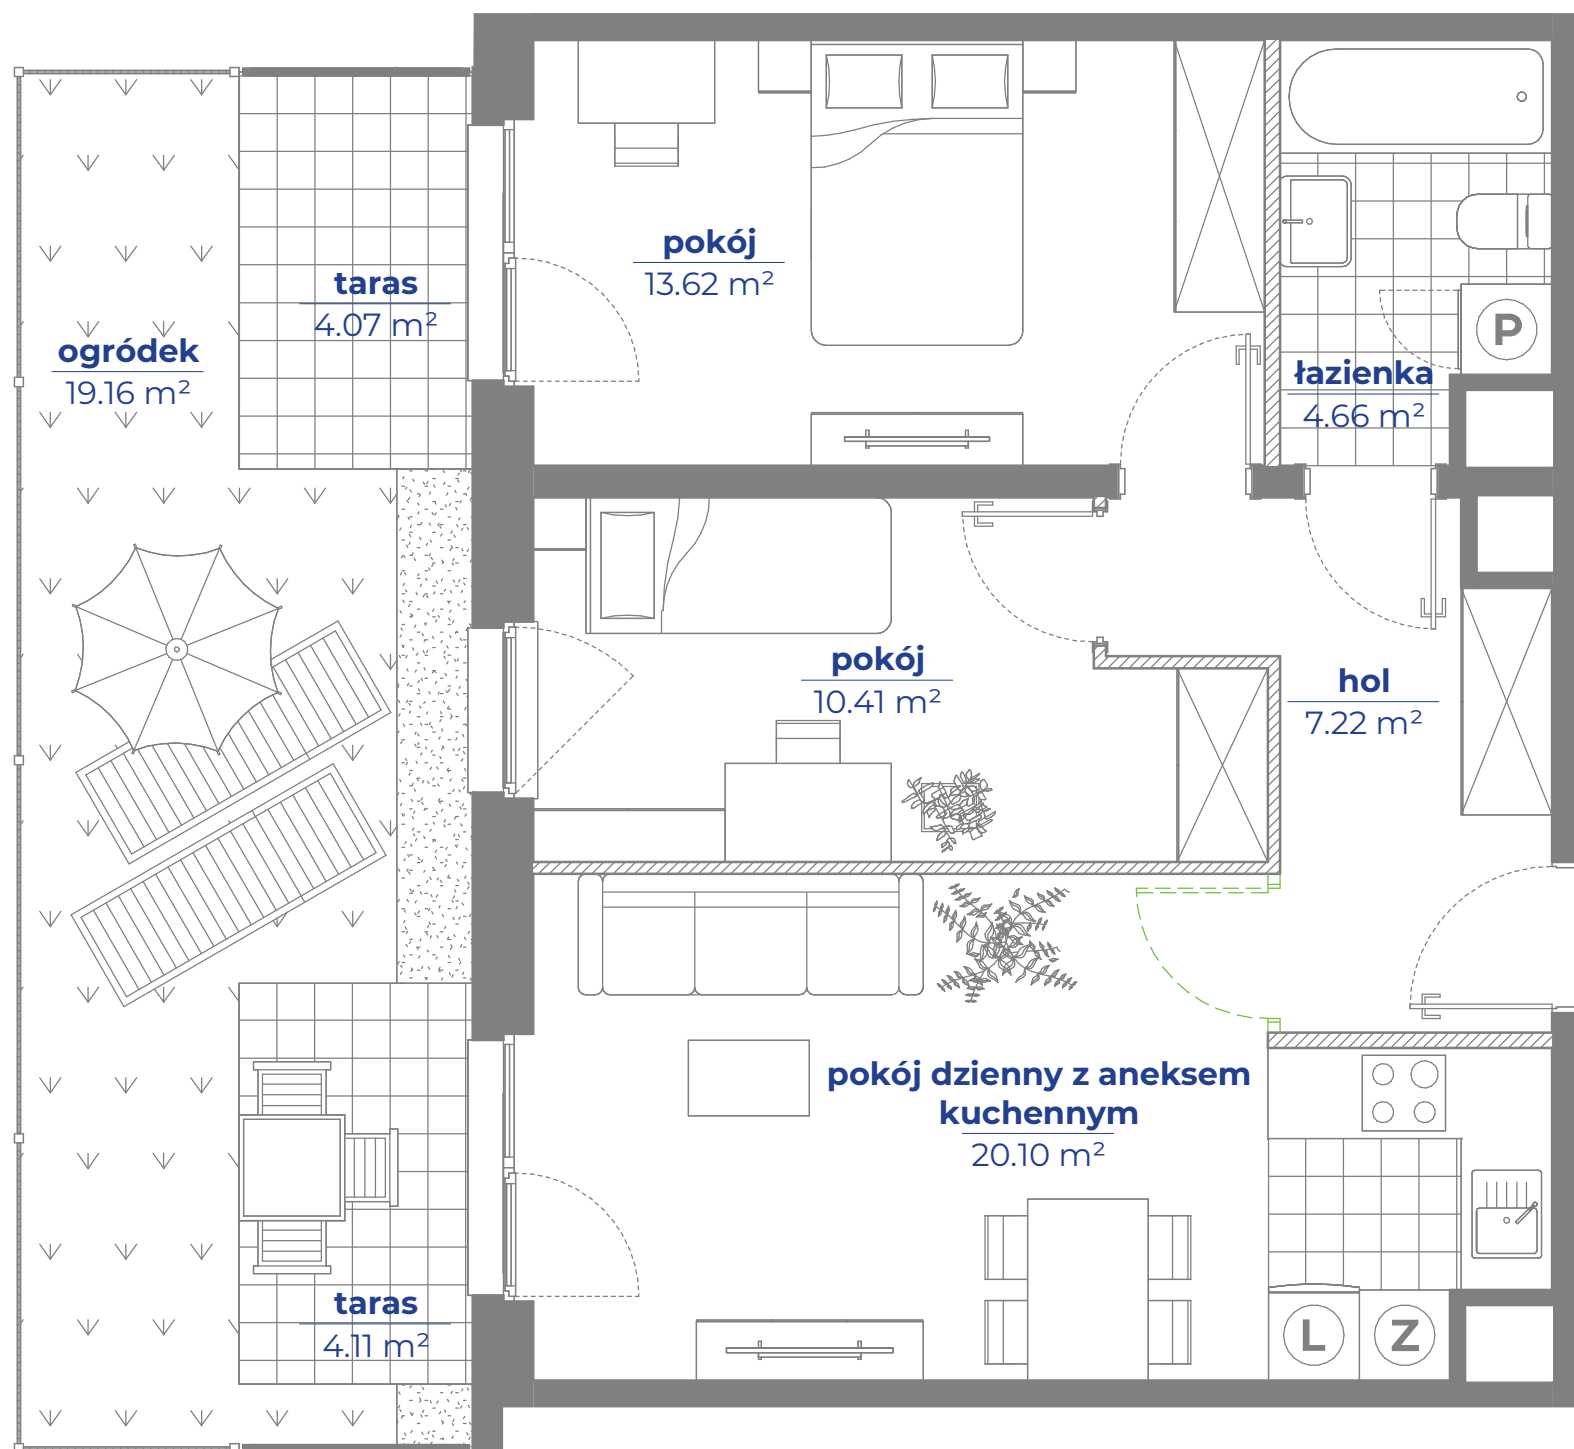 pokój
13.62 m²
taras
4.07 m²
ogródek
19.16 m²
P
łazienka
4.66 m²
pokój
10.41 m²
hol
7.22 m²
pokój dzienny z aneksem
kuchennym
20.10 m²
taras
4.11 m²
L
Z